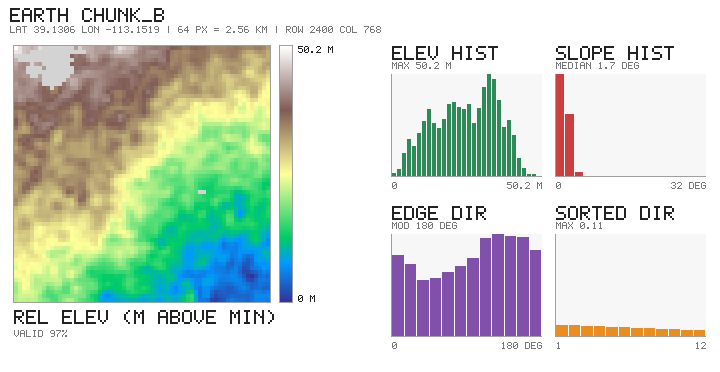 EARTH CHUNK_B
LAT 39.1306 LON -113.1519 | 64 PX = 2.56 KM | ROW 2400 COL 768
50.2 M
0 M
REL ELEV (M ABOVE MIN)
VALID 97%
ELEV HIST
MAX 50.2 M
0 50.2 M
SLOPE HIST
MEDIAN 1.7 DEG
0 32 DEG
EDGE DIR
MOD 180 DEG
0 180 DEG
SORTED DIR
MAX 0.11
1 12